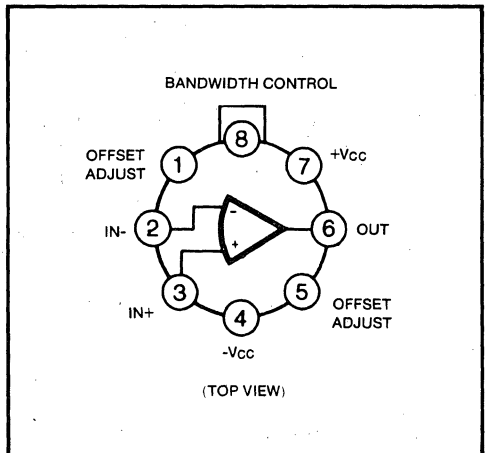 BANDWIDTH CONTROL
8
OFFSET
ADJUST
1
7
+VCC
IN-
2
-
+
6
OUT
IN+
3
5
OFFSET
ADJUST
4
-VCC
(TOP VIEW)